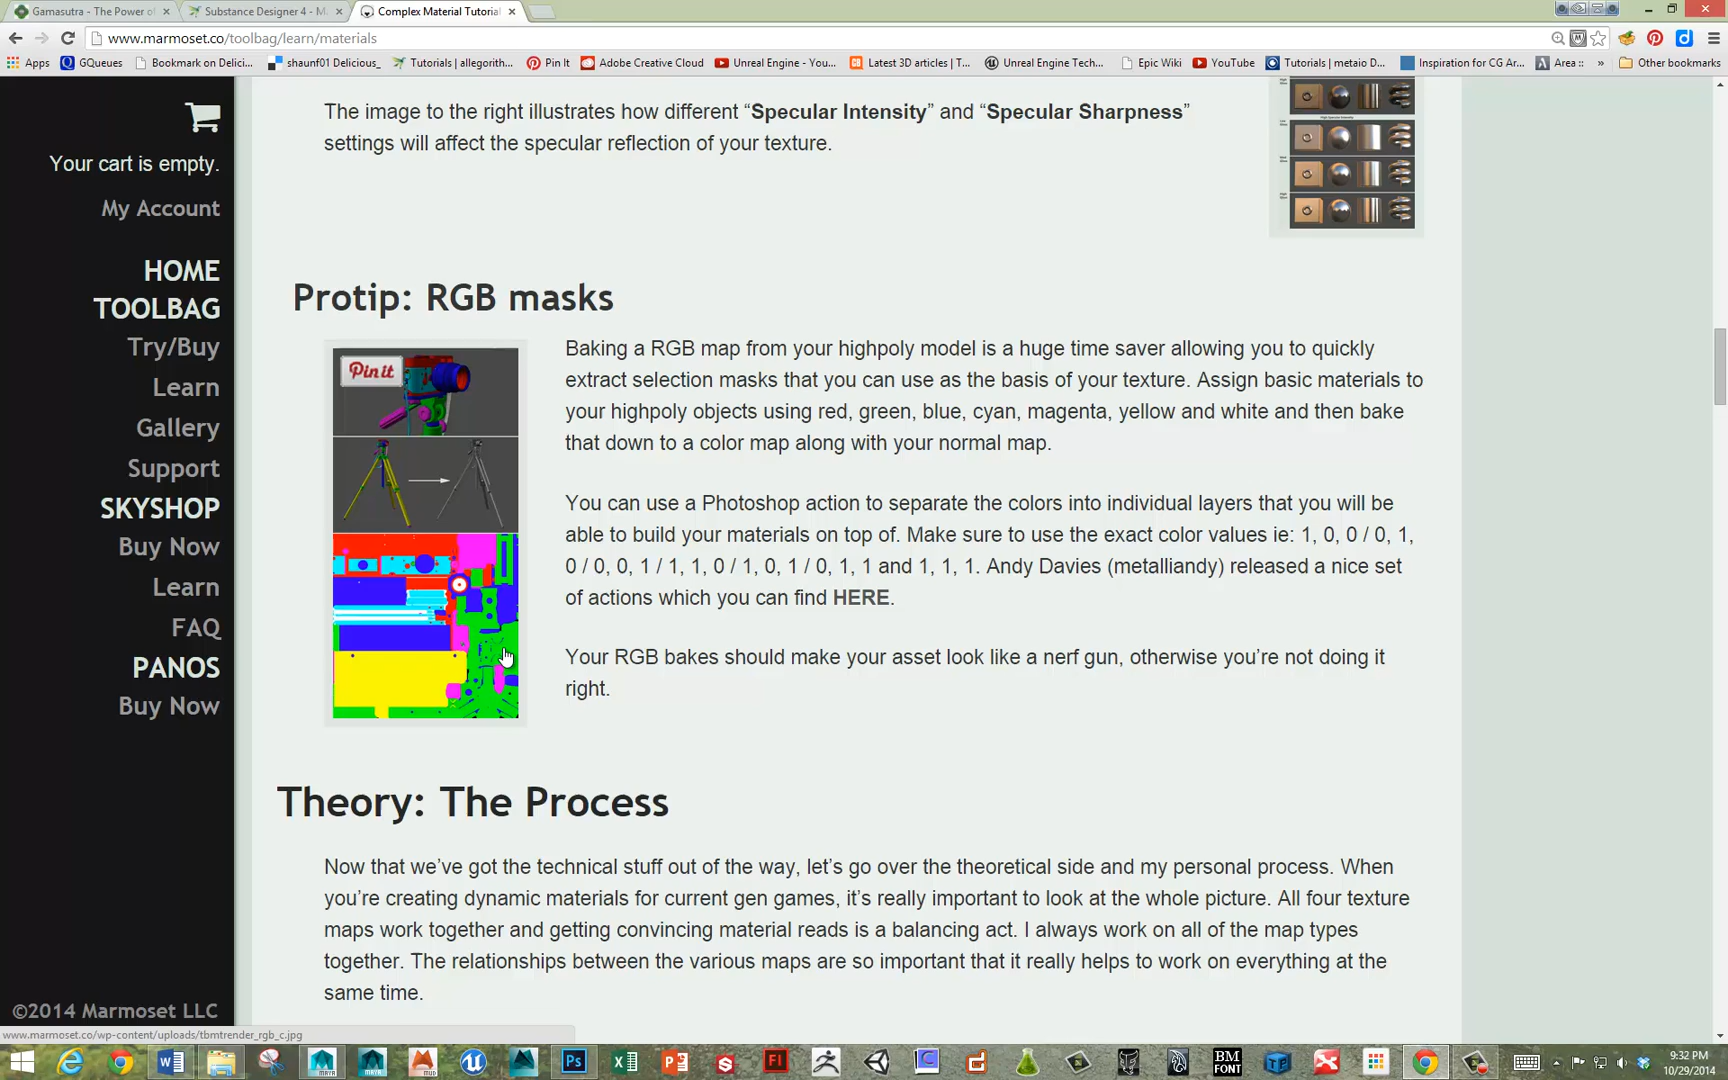 Gamasutra - The Power of
Substance Designer 4 - M
Complex Material Tutorial
www.marmoset.co/toolbag/learn/materials
Apps
GQueues
Bookmark on Delici...
shaunf01 Delicious_
Tutorials | allegorith...
Pin It
Adobe Creative Cloud
Unreal Engine - You...
Latest 3D articles | T...
Unreal Engine Tech...
Epic Wiki
YouTube
Tutorials | metaio D...
Inspiration for CG Ar...
Area ::
»
Other bookmarks
Your cart is empty.
My Account
HOME
TOOLBAG
Try/Buy
Learn
Gallery
Support
SKYSHOP
Buy Now
Learn
FAQ
PANOS
Buy Now
©2014 Marmoset LLC
The image to the right illustrates how different “Specular Intensity” and “Specular Sharpness”
settings will affect the specular reflection of your texture.
Protip: RGB masks
Pin it
Baking a RGB map from your highpoly model is a huge time saver allowing you to quickly
extract selection masks that you can use as the basis of your texture. Assign basic materials to
your highpoly objects using red, green, blue, cyan, magenta, yellow and white and then bake
that down to a color map along with your normal map.
You can use a Photoshop action to separate the colors into individual layers that you will be
able to build your materials on top of. Make sure to use the exact color values ie: 1, 0, 0 / 0, 1,
0 / 0, 0, 1 / 1, 1, 0 / 1, 0, 1 / 0, 1, 1 and 1, 1, 1. Andy Davies (metalliandy) released a nice set
of actions which you can find HERE.
Your RGB bakes should make your asset look like a nerf gun, otherwise you’re not doing it
right.
Theory: The Process
Now that we’ve got the technical stuff out of the way, let’s go over the theoretical side and my personal process. When
you’re creating dynamic materials for current gen games, it’s really important to look at the whole picture. All four texture
maps work together and getting convincing material reads is a balancing act. I always work on all of the map types
together. The relationships between the various maps are so important that it really helps to work on everything at the
same time.
www.marmoset.co/wp-content/uploads/tbmtrender_rgb_c.jpg
MAYA
MAYA
MUD
Ps
Fl
BM
FONT
9:32 PM
10/29/2014